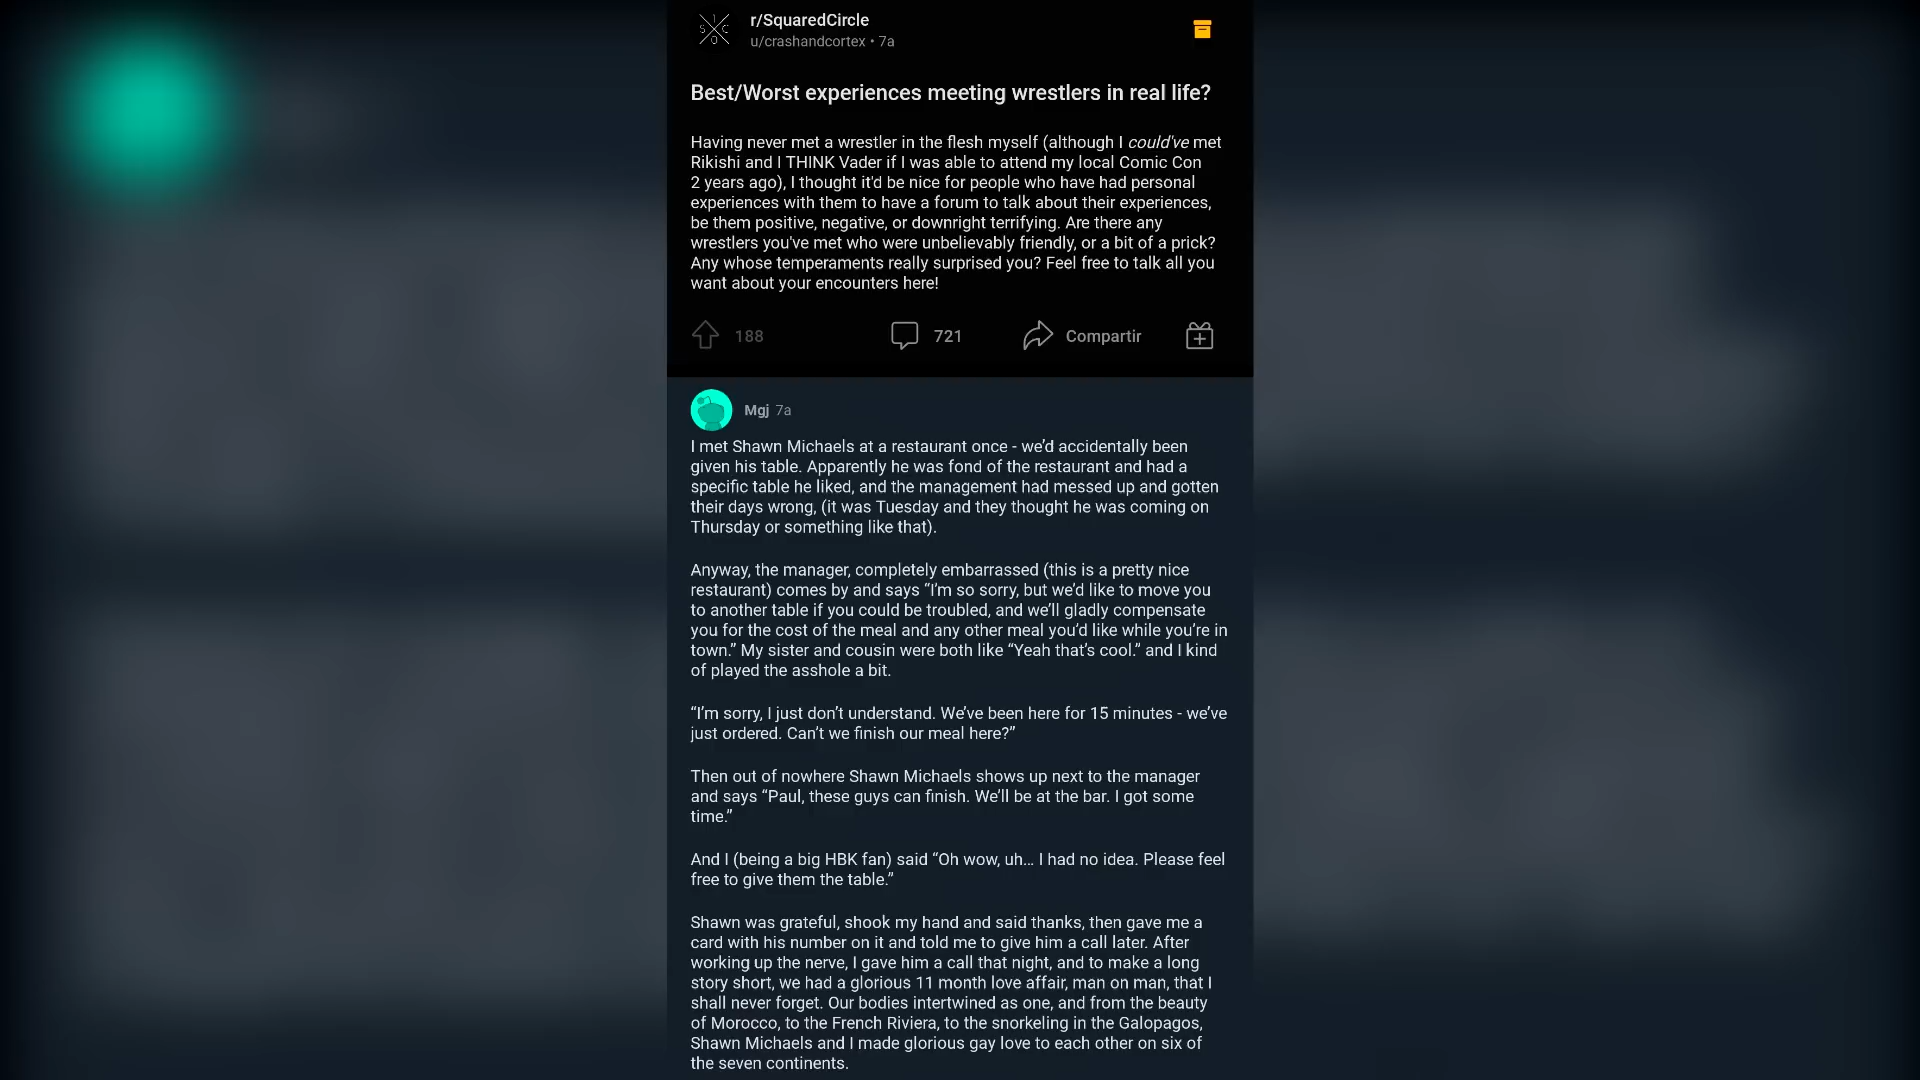 r/SquaredCircle
u/crashandcortex • 7a
Best/Worst experiences meeting wrestlers in real life?
Having never met a wrestler in the flesh myself (although I could've met
Rikishi and I THINK Vader if I was able to attend my local Comic Con
2 years ago), I thought it'd be nice for people who have had personal
experiences with them to have a forum to talk about their experiences,
be them positive, negative, or downright terrifying. Are there any
wrestlers you've met who were unbelievably friendly, or a bit of a prick?
Any whose temperaments really surprised you? Feel free to talk all you
want about your encounters here!
188 721 Compartir
Mgj 7a
I met Shawn Michaels at a restaurant once - we’d accidentally been
given his table. Apparently he was fond of the restaurant and had a
specific table he liked, and the management had messed up and gotten
their days wrong, (it was Tuesday and they thought he was coming on
Thursday or something like that).
Anyway, the manager, completely embarrassed (this is a pretty nice
restaurant) comes by and says “I’m so sorry, but we’d like to move you
to another table if you could be troubled, and we’ll gladly compensate
you for the cost of the meal and any other meal you’d like while you’re in
town.” My sister and cousin were both like “Yeah that’s cool.” and I kind
of played the asshole a bit.
“I’m sorry, I just don’t understand. We’ve been here for 15 minutes - we’ve
just ordered. Can’t we finish our meal here?”
Then out of nowhere Shawn Michaels shows up next to the manager
and says “Paul, these guys can finish. We’ll be at the bar. I got some
time.”
And I (being a big HBK fan) said “Oh wow, uh… I had no idea. Please feel
free to give them the table.”
Shawn was grateful, shook my hand and said thanks, then gave me a
card with his number on it and told me to give him a call later. After
working up the nerve, I gave him a call that night, and to make a long
story short, we had a glorious 11 month love affair, man on man, that I
shall never forget. Our bodies intertwined as one, and from the beauty
of Morocco, to the French Riviera, to the snorkeling in the Galopagos,
Shawn Michaels and I made glorious gay love to each other on six of
the seven continents.